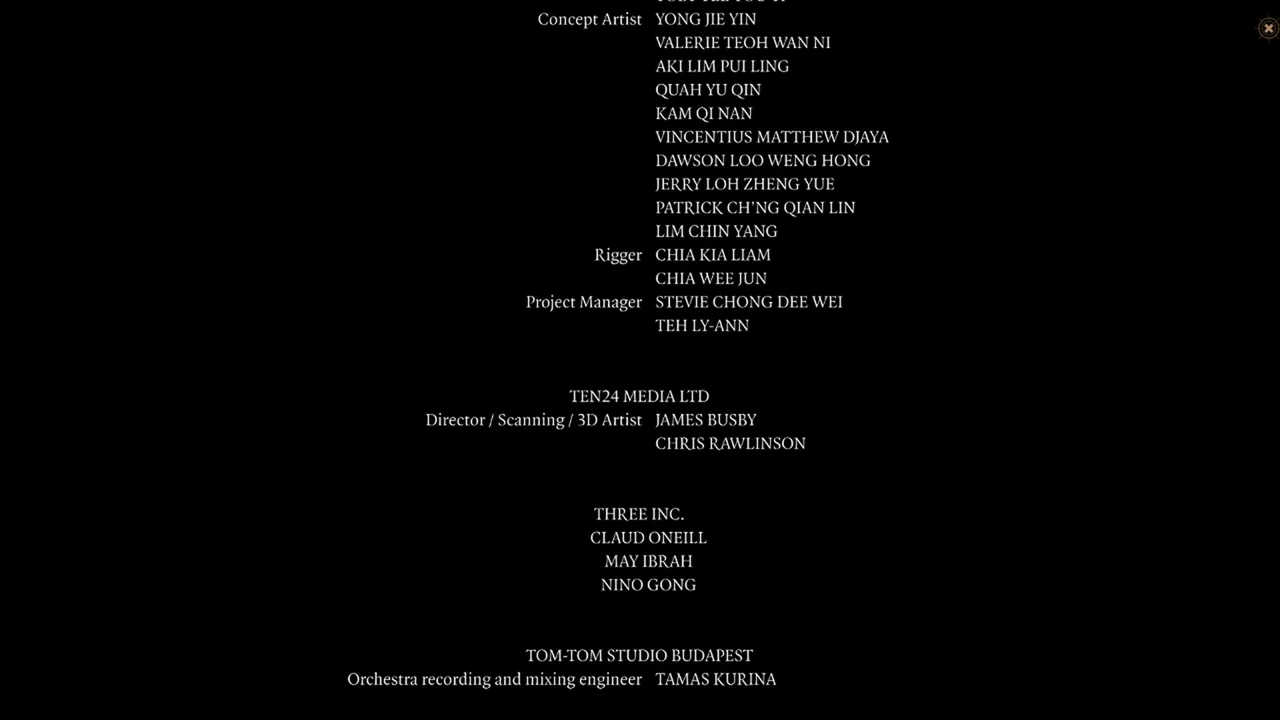 Concept Artist YONG JIE YIN
VALERIE TEOH WAN NI
AKI LIM PUI LING
QUAH YU QIN
KAM QI NAN
VINCENTIUS MATTHEW DJAYA
DAWSON LOO WENG HONG
JERRY LOH ZHENG YUE
PATRICK CH’NG QIAN LIN
LIM CHIN YANG
Rigger CHIA KIA LIAM
CHIA WEE JUN
Project Manager STEVIE CHONG DEE WEI
TEH LY-ANN
TEN24 MEDIA LTD
Director / Scanning / 3D Artist JAMES BUSBY
CHRIS RAWLINSON
THREE INC.
CLAUD ONEILL
MAY IBRAH
NINO GONG
TOM-TOM STUDIO BUDAPEST
Orchestra recording and mixing engineer TAMAS KURINA